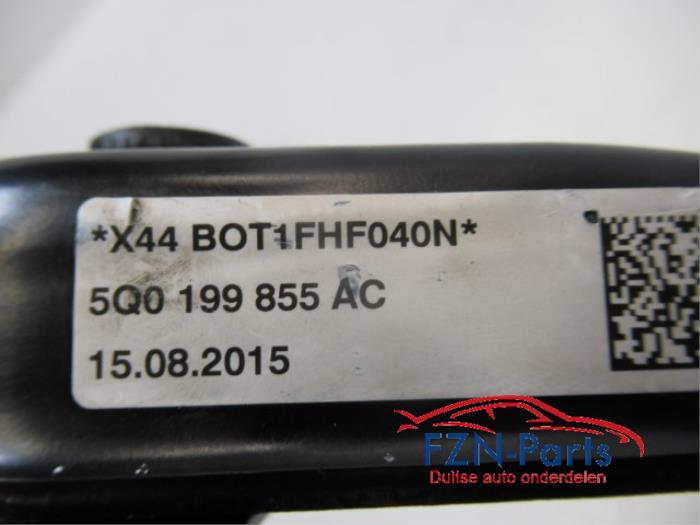 *X44 BOT1FHF040N*
5Q0 199 855 AC
15.08.2015
FZN-Parts
Duitse auto onderdelen